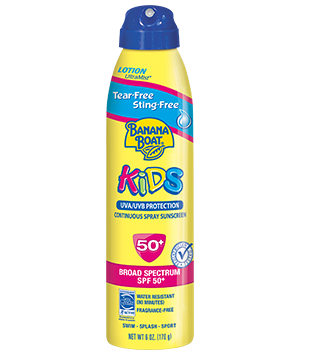 LOTION
UltraMist®
Tear-Free
Sting-Free
BANANA
BOAT
KiDS
UVA/UVB PROTECTION
CONTINUOUS SPRAY SUNSCREEN
50+
BROAD SPECTRUM
SPF 50+
WATER RESISTANT
(80 MINUTES)
FRAGRANCE-FREE
SWIM - SPLASH - SPORT
NET WT 6 OZ. (170 g)